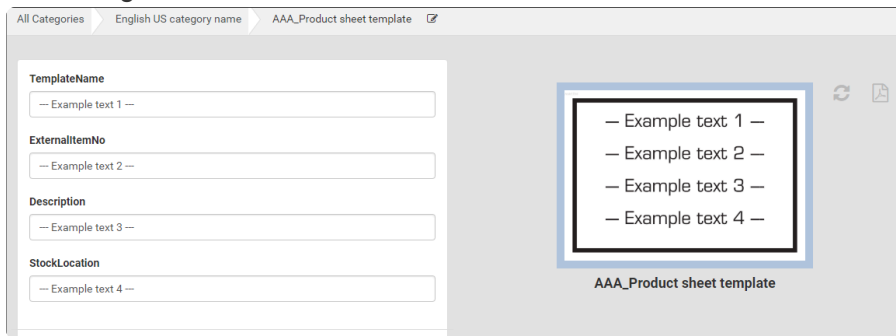 All Categories English US category name AAA_Product sheet template
TemplateName
--- Example text 1 ---
ExternalItemNo
--- Example text 2 ---
Description
--- Example text 3 ---
StockLocation
--- Example text 4 ---
— Example text 1 —
— Example text 2 —
— Example text 3 —
— Example text 4 —
AAA_Product sheet template